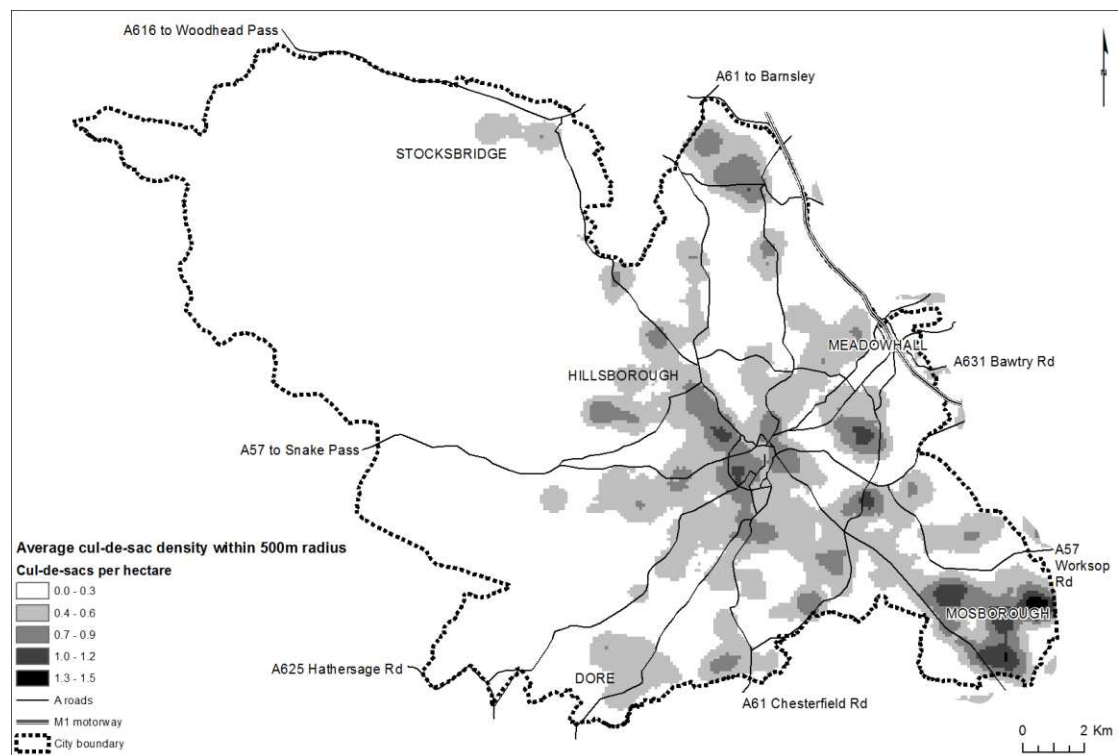 A616 to Woodhead Pass
A61 to Barnsley
N
STOCKSBRIDGE
MEADOWHALL
A631 Bawtry Rd
HILLSBOROUGH
A57 to Snake Pass
A57
Worksop
Rd
MOSBOROUGH
A625 Hathersage Rd
DORE
A61 Chesterfield Rd
Average cul-de-sac density within 500m radius
Cul-de-sacs per hectare
0.0 - 0.3
0.4 - 0.6
0.7 - 0.9
1.0 - 1.2
1.3 - 1.5
A roads
M1 motorway
City boundary
0 2 Km